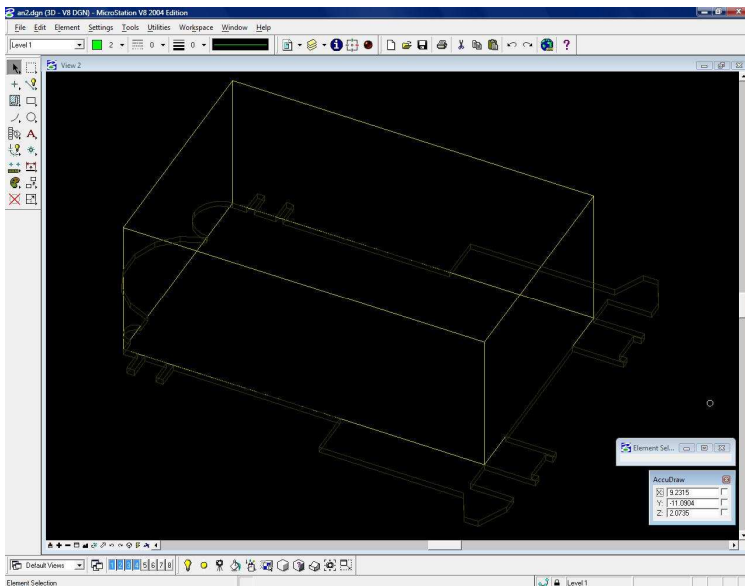 an2.dgn (3D - V8 DGN) - MicroStation V8 2004 Edition
File Edit Element Settings Tools Utilities Workspace Window Help
Level 1 2 0 0
View 2
Element Sel...
AccuDraw
X: 9.2315
Y: -11.0904
Z: 2.0735
Default Views 1 2 3 4 5 6 7 8
Element Selection Level 1